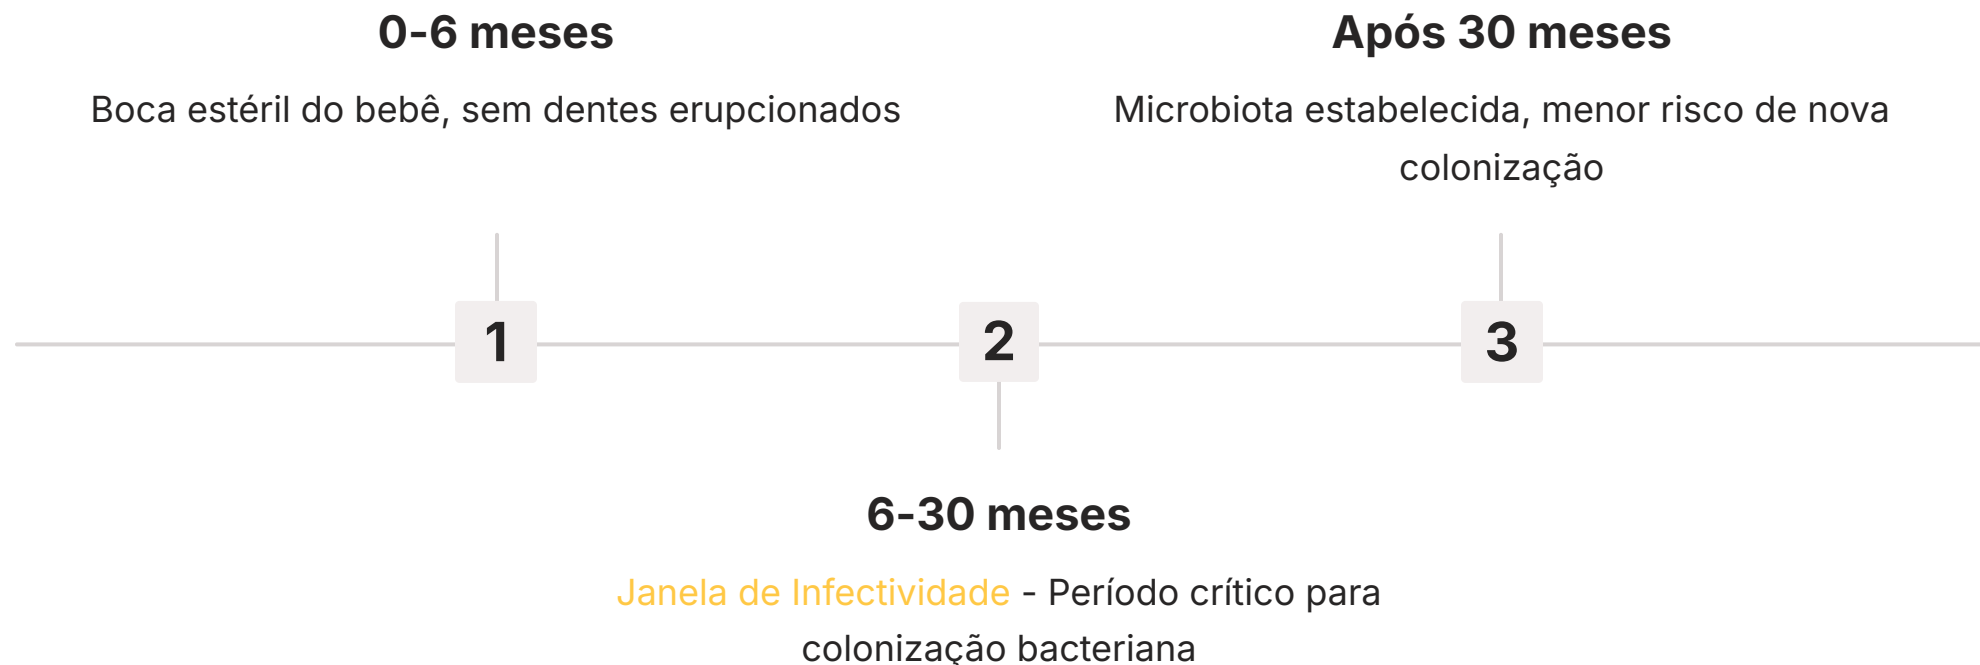 0-6 meses
Boca estéril do bebê, sem dentes erupcionados
Após 30 meses
Microbiota estabelecida, menor risco de nova
colonização
1
2
3
6-30 meses
Janela de Infectividade - Período crítico para
colonização bacteriana